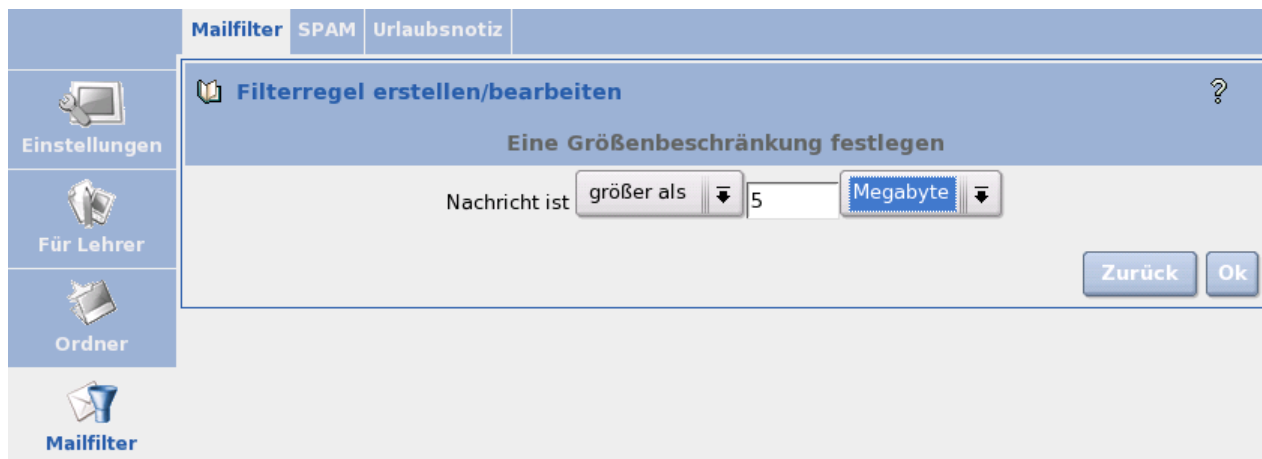 Mailfilter SPAM Urlaubsnotiz
Filterregel erstellen/bearbeiten ?
Eine Größenbeschränkung festlegen
Nachricht ist größer als 5 Megabyte
Zurück Ok
Einstellungen
Für Lehrer
Ordner
Mailfilter